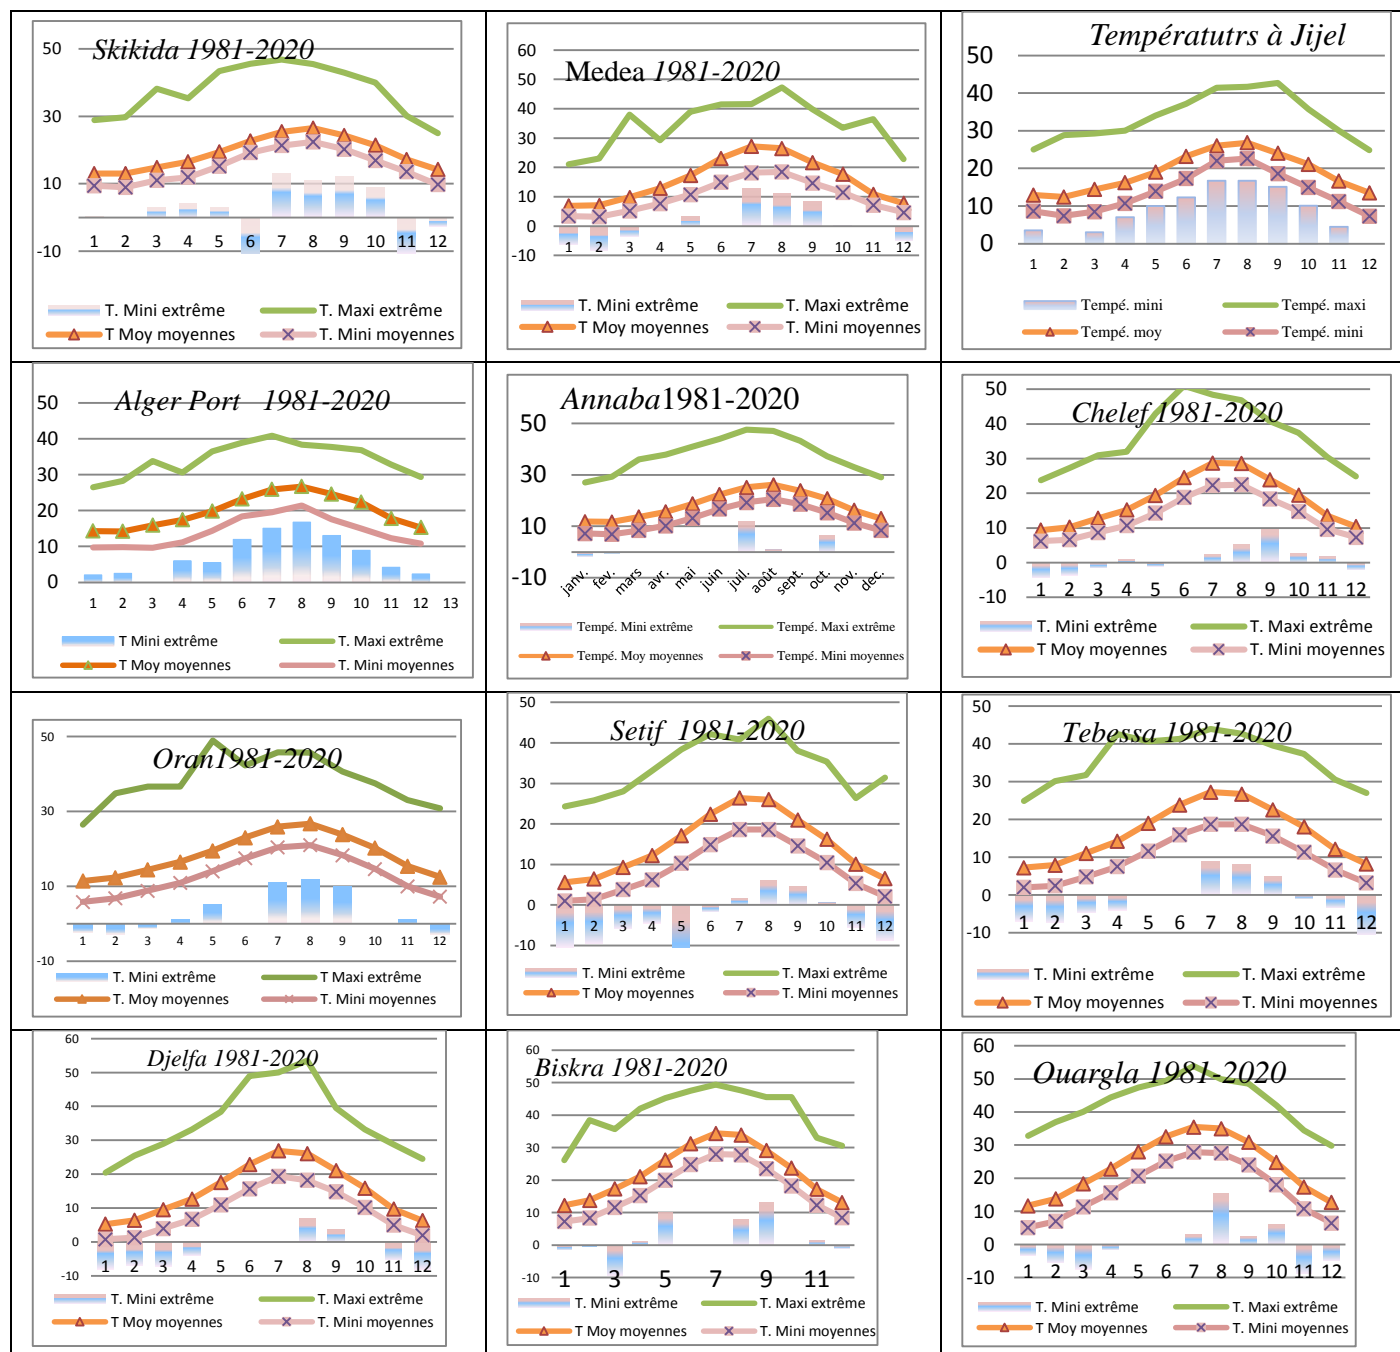 Skikida 1981-2020
50
30
10
-10
1 2 3 4 5 6 7 8 9 10 11 12
T. Mini extrême T. Maxi extrême
T Moy moyennes T. Mini moyennes
Medea 1981-2020
60
50
40
30
20
10
0
-10
1 2 3 4 5 6 7 8 9 10 11 12
T. Mini extrême T. Maxi extrême
T Moy moyennes T. Mini moyennes
Températutrs à Jijel
50
40
30
20
10
0
1 2 3 4 5 6 7 8 9 10 11 12
Tempé. mini Tempé. maxi
Tempé. moy Tempé. mini
Alger Port 1981-2020
50
40
30
20
10
0
1 2 3 4 5 6 7 8 9 10 11 12 13
T Mini extrême T. Maxi extrême
T Moy moyennes T. Mini moyennes
Annaba1981-2020
50
30
10
-10
janv. fev. mars avr. mai juin juil. août sept. oct. nov. dec.
Tempé. Mini extrême Tempé. Maxi extrême
Tempé. Moy moyennes Tempé. Mini moyennes
Chelef 1981-2020
50
40
30
20
10
0
-10
1 2 3 4 5 6 7 8 9 10 11 12
T. Mini extrême T. Maxi extrême
T Moy moyennes T. Mini moyennes
Oran1981-2020
50
30
10
-10
1 2 3 4 5 6 7 8 9 10 11 12
T. Mini extrême T Maxi extrême
T. Moy moyennes T. Mini moyennes
Setif 1981-2020
50
40
30
20
10
0
-10
1 2 3 4 5 6 7 8 9 10 11 12
T. Mini extrême T. Maxi extrême
T Moy moyennes T. Mini moyennes
Tebessa 1981-2020
50
40
30
20
10
0
-10
1 2 3 4 5 6 7 8 9 10 11 12
T. Mini extrême T. Maxi extrême
T Moy moyennes T. Mini moyennes
Djelfa 1981-2020
60
50
40
30
20
10
0
-10
1 2 3 4 5 6 7 8 9 10 11 12
T. Mini extrême T. Maxi extrême
T Moy moyennes T. Mini moyennes
Biskra 1981-2020
60
50
40
30
20
10
0
-10
1 3 5 7 9 11
T. Mini extrême T. Maxi extrême
T Moy moyennes T. Mini moyennes
Ouargla 1981-2020
60
50
40
30
20
10
0
-10
1 2 3 4 5 6 7 8 9 10 11 12
T. Mini extrême T. Maxi extrême
T Moy moyennes T. Mini moyennes